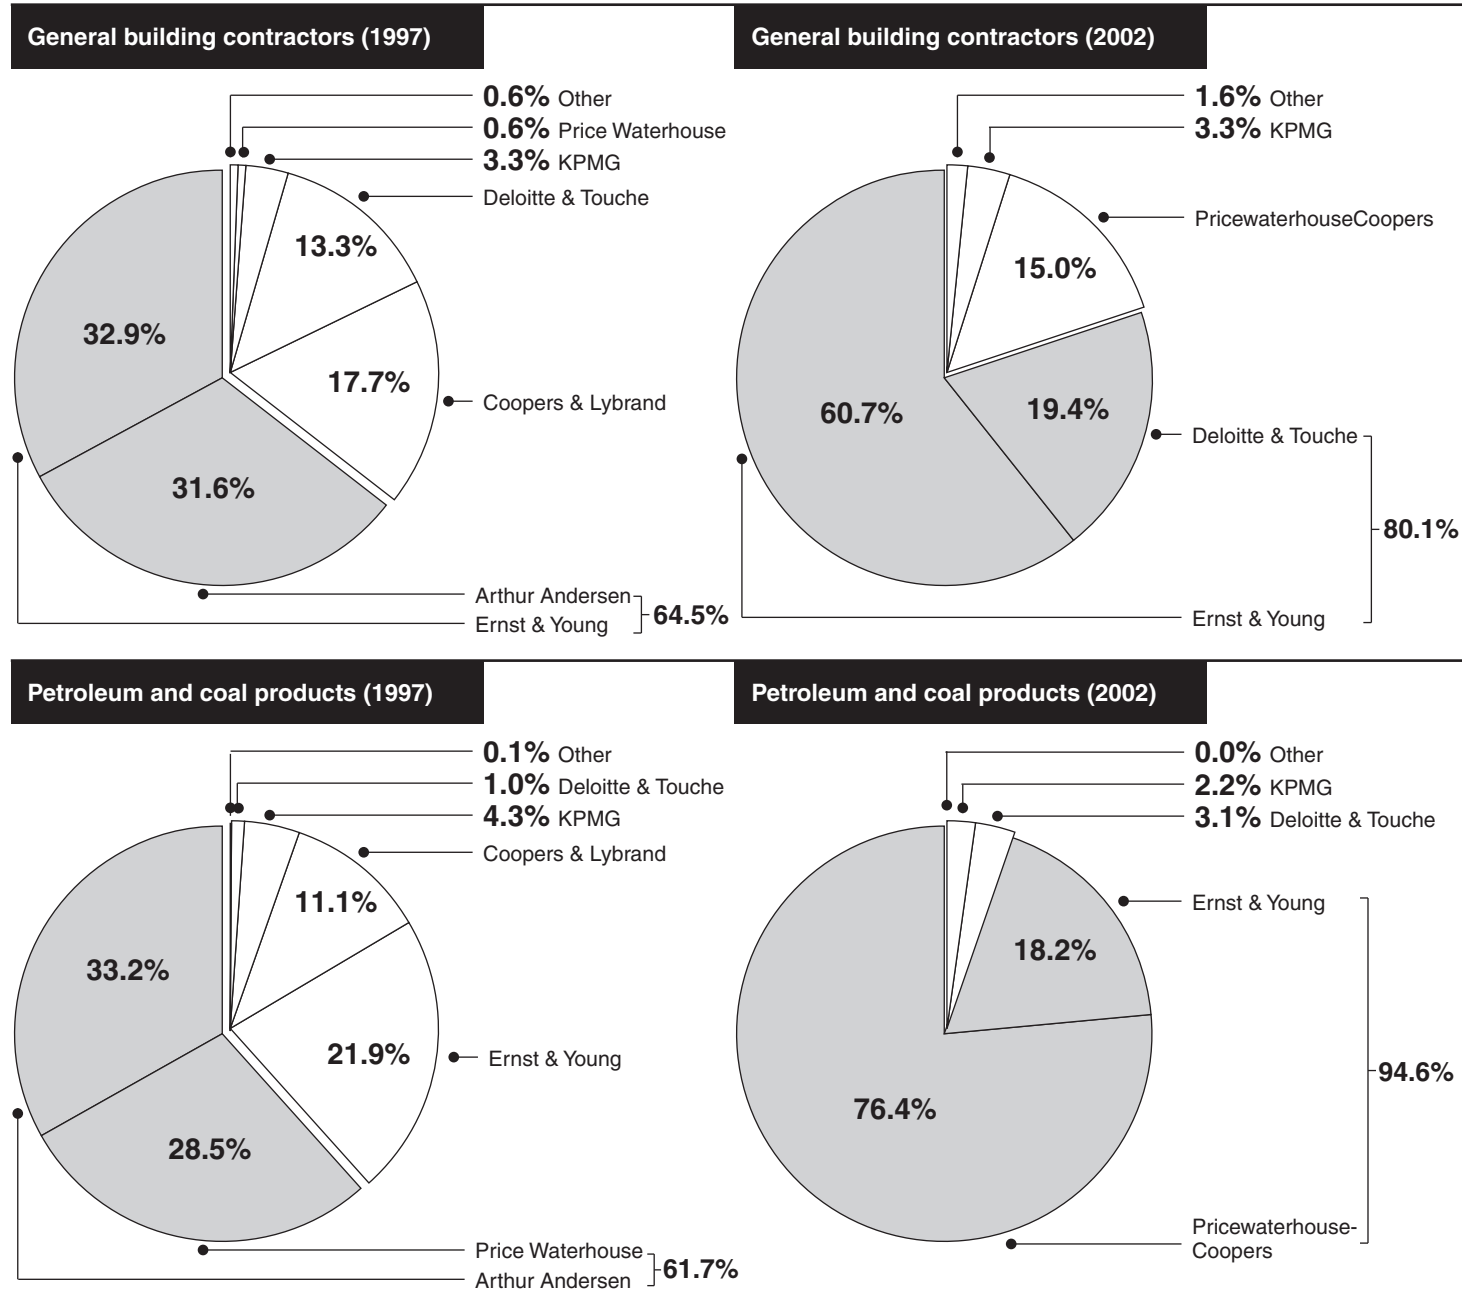 General building contractors (1997)
0.6% Other
0.6% Price Waterhouse
3.3% KPMG
Deloitte & Touche
13.3%
32.9%
17.7%
Coopers & Lybrand
31.6%
Arthur Andersen
Ernst & Young
64.5%
General building contractors (2002)
1.6% Other
3.3% KPMG
PricewaterhouseCoopers
15.0%
60.7%
19.4%
Deloitte & Touche
80.1%
Ernst & Young
Petroleum and coal products (1997)
0.1% Other
1.0% Deloitte & Touche
4.3% KPMG
Coopers & Lybrand
11.1%
33.2%
21.9%
Ernst & Young
28.5%
Price Waterhouse
Arthur Andersen
61.7%
Petroleum and coal products (2002)
0.0% Other
2.2% KPMG
3.1% Deloitte & Touche
Ernst & Young
18.2%
94.6%
76.4%
Pricewaterhouse-
Coopers